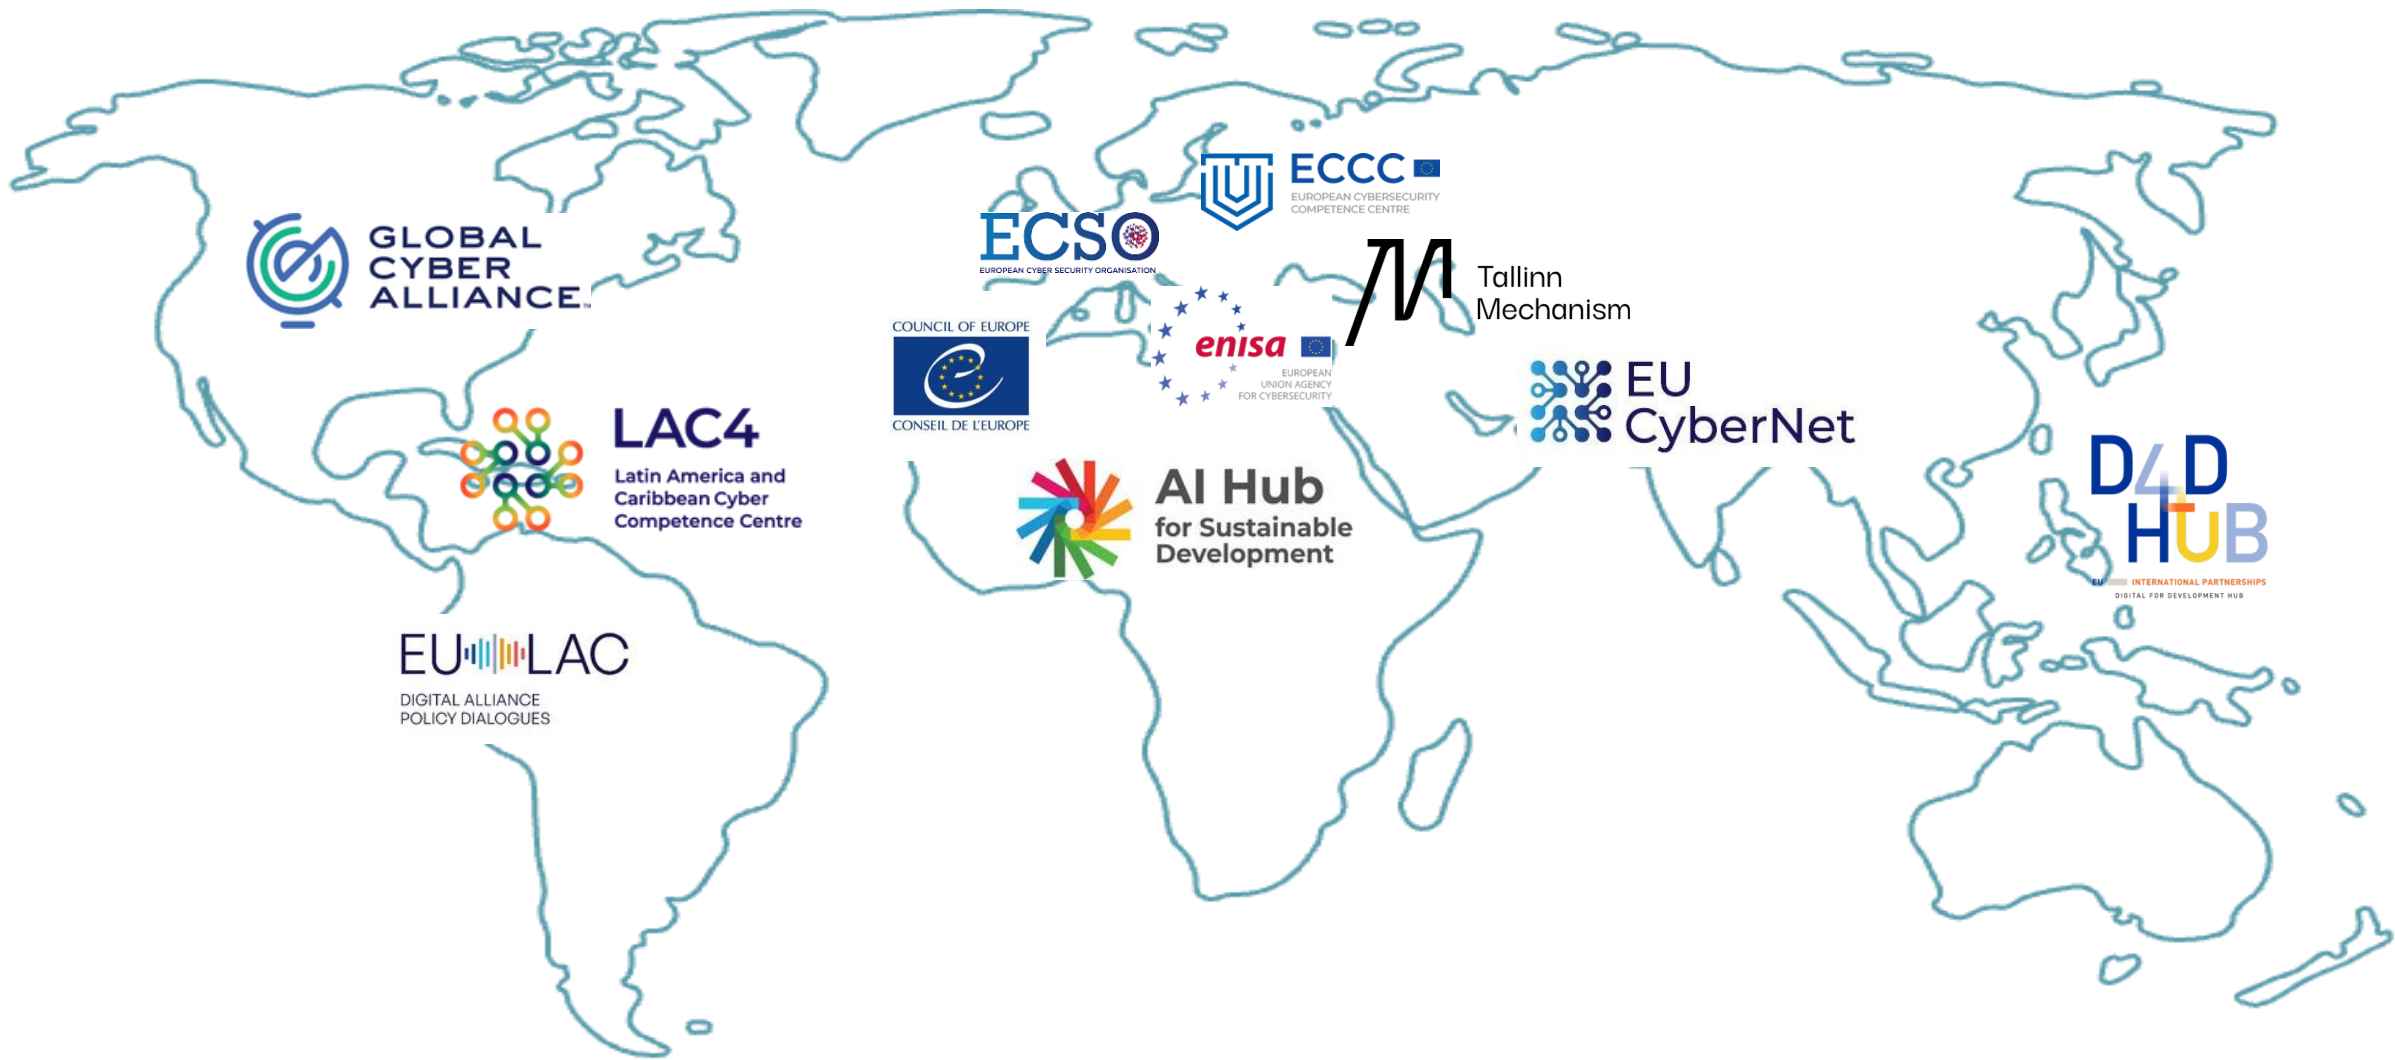 GLOBAL
CYBER
ALLIANCE
LAC4
Latin America and
Caribbean Cyber
Competence Centre
EU LAC
DIGITAL ALLIANCE
POLICY DIALOGUES
ECSO
EUROPEAN CYBER SECURITY ORGANISATION
ECCC
EUROPEAN CYBERSECURITY
COMPETENCE CENTRE
Tallinn
Mechanism
COUNCIL OF EUROPE
CONSEIL DE L'EUROPE
enisa
EUROPEAN
UNION AGENCY
FOR CYBERSECURITY
EU
CyberNet
AI Hub
for Sustainable
Development
D4D
HUB
EU INTERNATIONAL PARTNERSHIPS
DIGITAL FOR DEVELOPMENT HUB